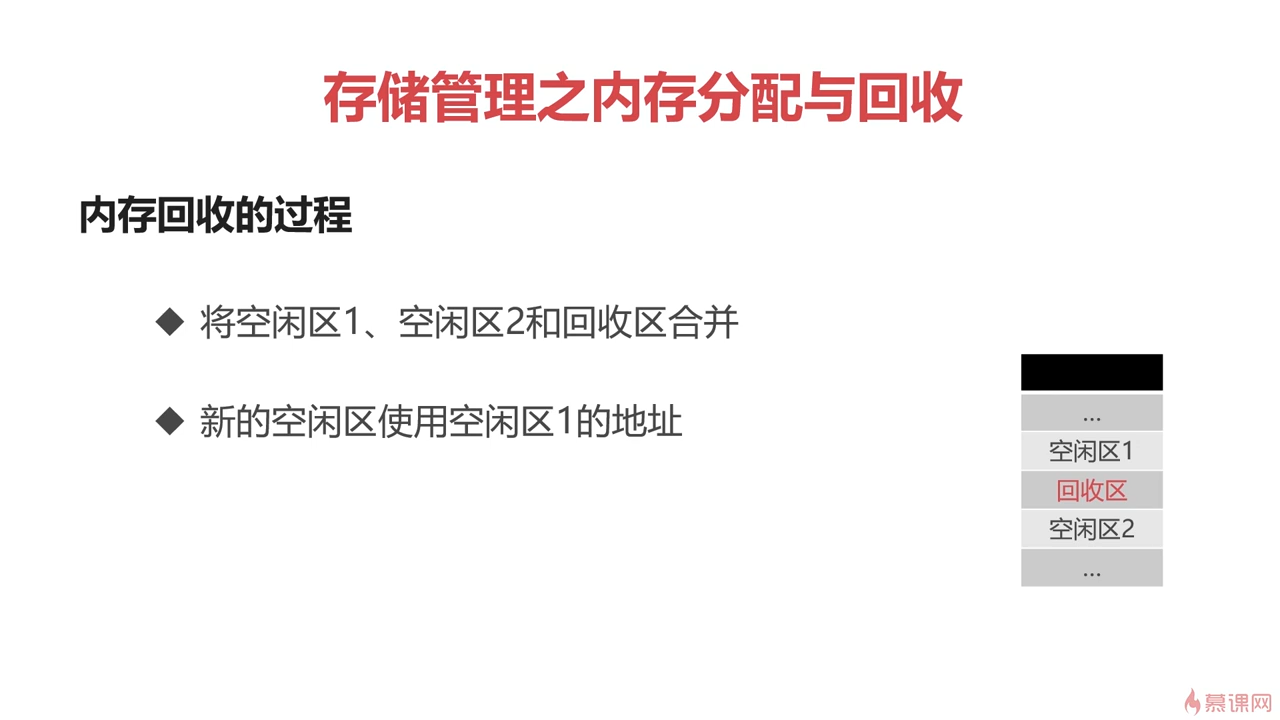 存储管理之内存分配与回收
内存回收的过程
◆ 将空闲区1、空闲区2和回收区合并
◆ 新的空闲区使用空闲区1的地址
...
空闲区1
回收区
空闲区2
...
慕课网